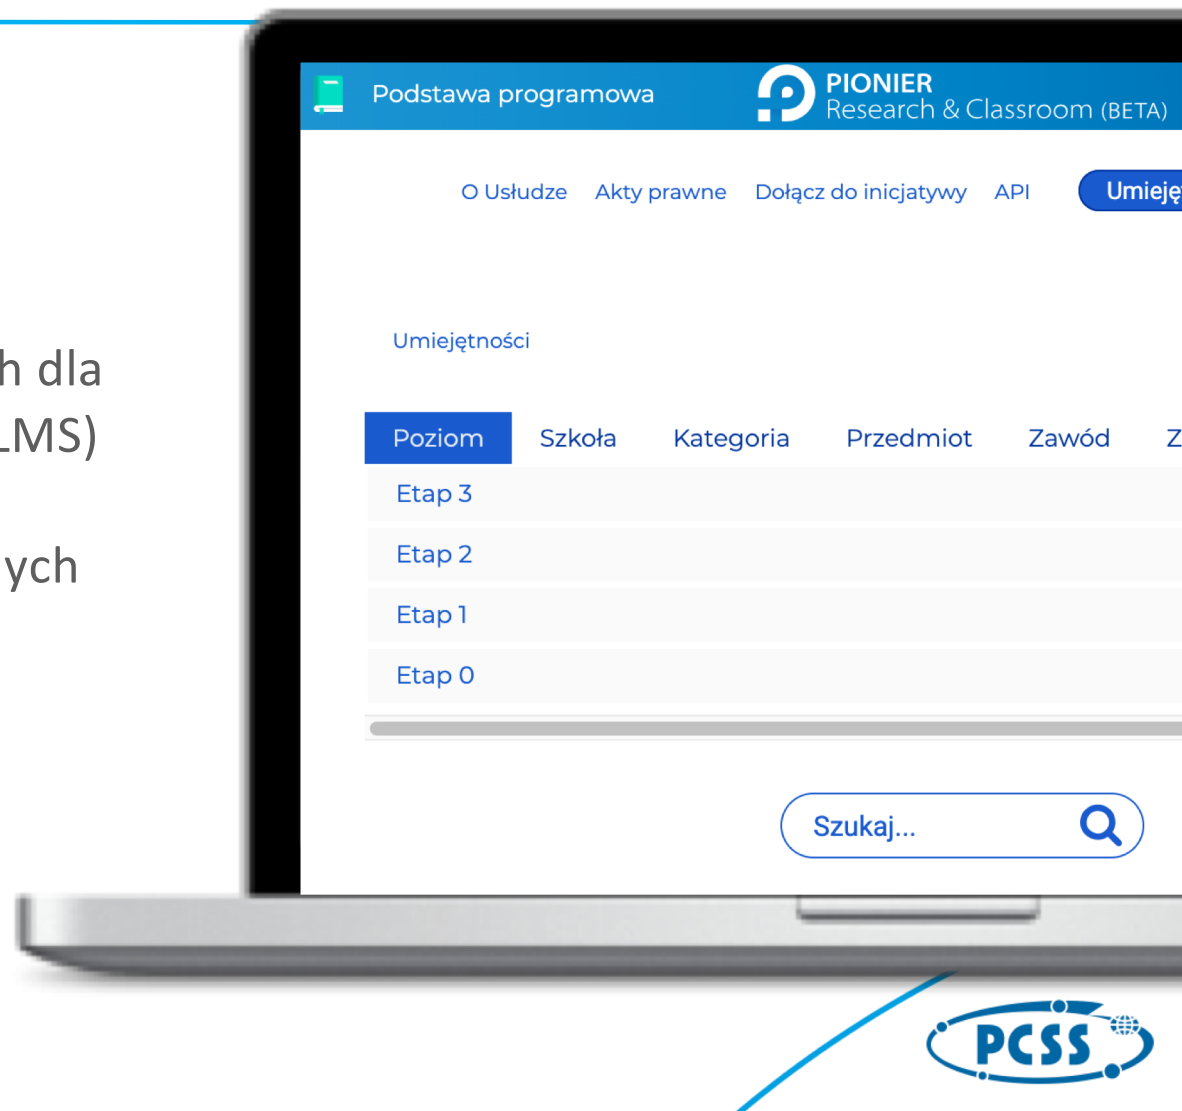 Podstawa programowa
PIONIER
Research & Classroom (BETA)
O Usłudze Akty prawne Dołącz do inicjatywy API
Umiejętności
h dla
LMS)
ych
Poziom Szkoła Kategoria Przedmiot Zawód Z
Etap 3
Etap 2
Etap 1
Etap 0
Szukaj...
PCSS